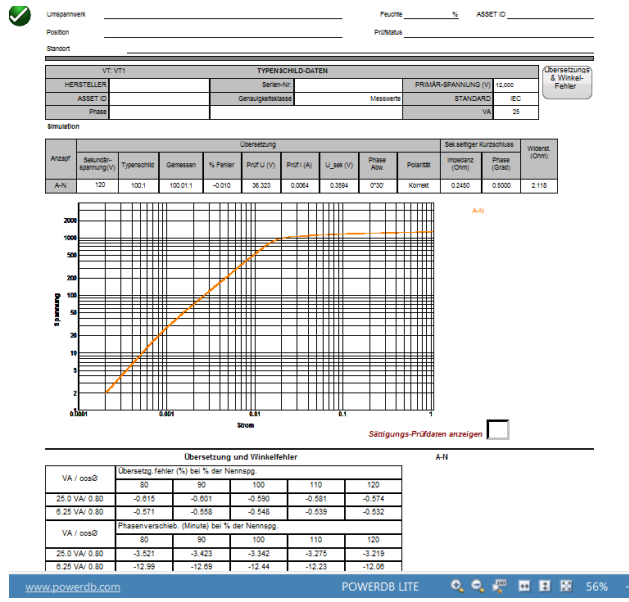 Umspannwerk Feuchte % ASSET ID
Position Prüfstatus
Standort
VT: VT1 TYPENSCHILD-DATEN
HERSTELLER Serien-Nr. PRIMÄR-SPANNUNG (V) 12,000
ASSET ID Genauigkeitsklasse Messwerte STANDARD IEC
Phase VA 25
Übersetzungs
& Winkel-
Fehler
Simulation
Übersetzung Sek.seitiger Kurzschluss
Anzapf Sekundär-spannung(V) Typenschild Gemessen % Fehler Prüf U (V) Prüf I (A) U_sek (V) Phase Abw. Polarität Impedanz (Ohm) Phase (Grad) Widerst. (Ohm)
A-N 120 100:1 100.01:1 -0.010 36.323 0.0064 0.3594 0°30' Korrekt 0.2450 0.5000 2.118
A-N
2000
1000
500
200
100
50
20
10
5
2
1
Spannung
0.0001 0.001 0.01 0.1 1
Strom
Sättigungs-Prüfdaten anzeigen
Übersetzung und Winkelfehler A-N
VA / cosØ Übersetzg. fehler (%) bei % der Nennspg.
80 90 100 110 120
25.0 VA/ 0.80 -0.615 -0.601 -0.590 -0.581 -0.574
6.25 VA/ 0.80 -0.571 -0.558 -0.548 -0.539 -0.532
VA / cosØ Phasenverschieb. (Minute) bei % der Nennspg.
80 90 100 110 120
25.0 VA/ 0.80 -3.521 -3.423 -3.342 -3.275 -3.219
6.25 VA/ 0.80 -12.99 -12.69 -12.44 -12.23 -12.06
www.powerdb.com POWERDB LITE 56%